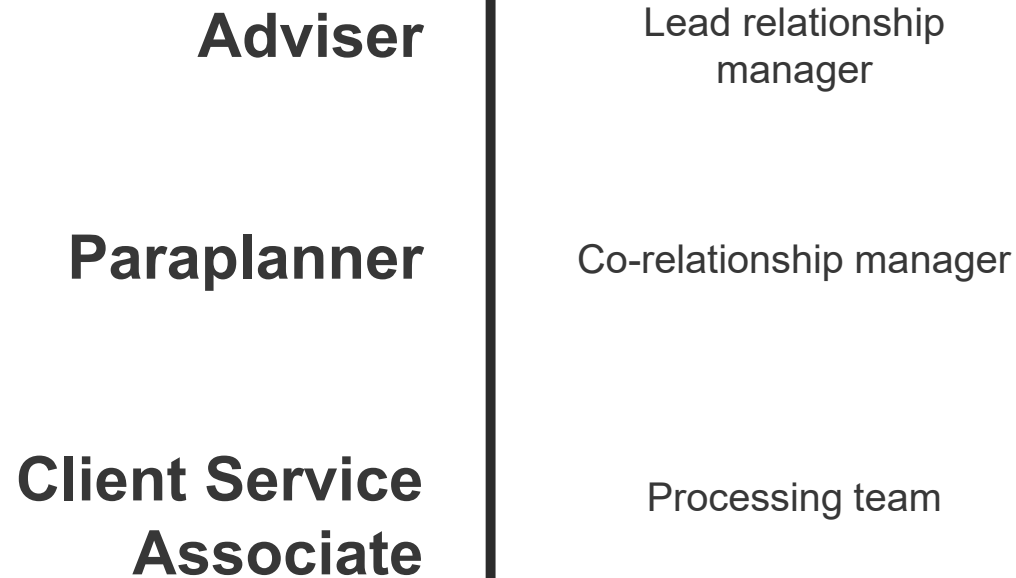 Adviser
Lead relationship
manager
Paraplanner
Co-relationship manager
Client Service
Associate
Processing team